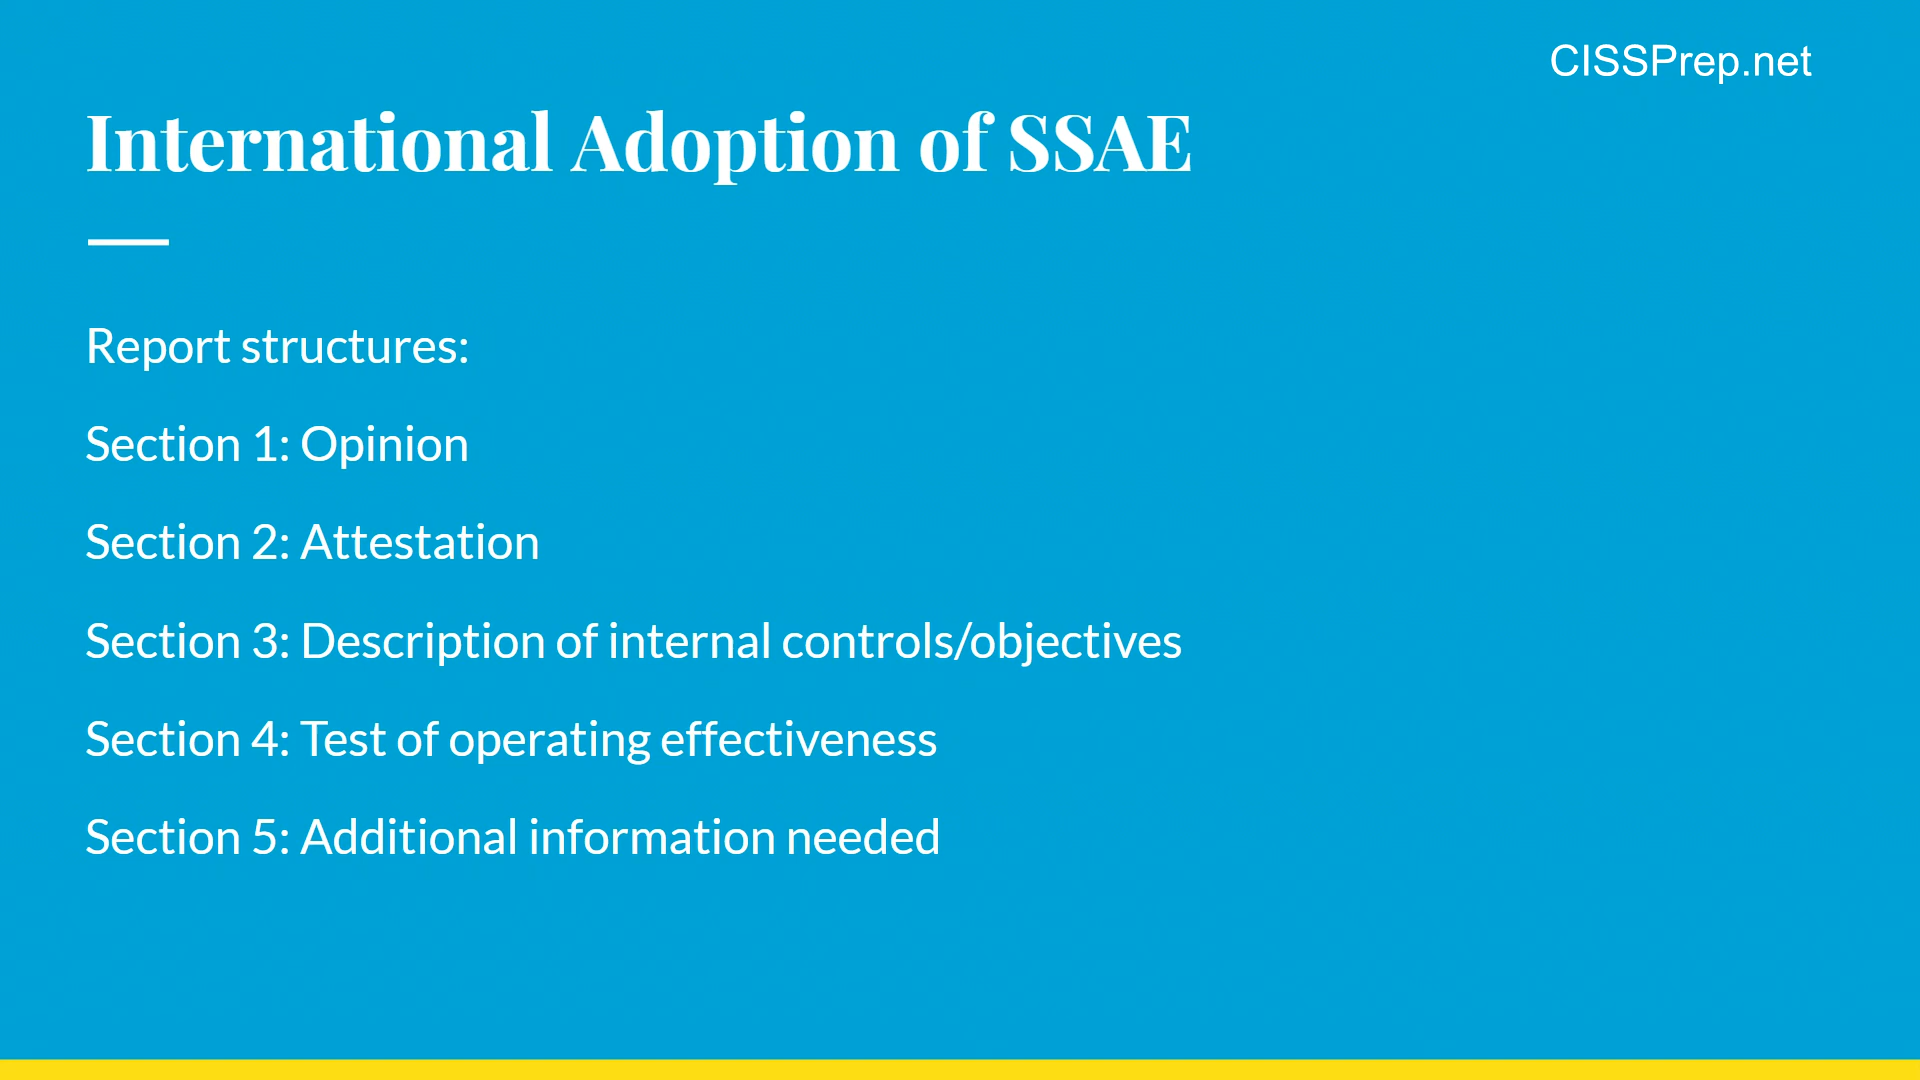 CISSPrep.net
International Adoption of SSAE
Report structures:
Section 1: Opinion
Section 2: Attestation
Section 3: Description of internal controls/objectives
Section 4: Test of operating effectiveness
Section 5: Additional information needed